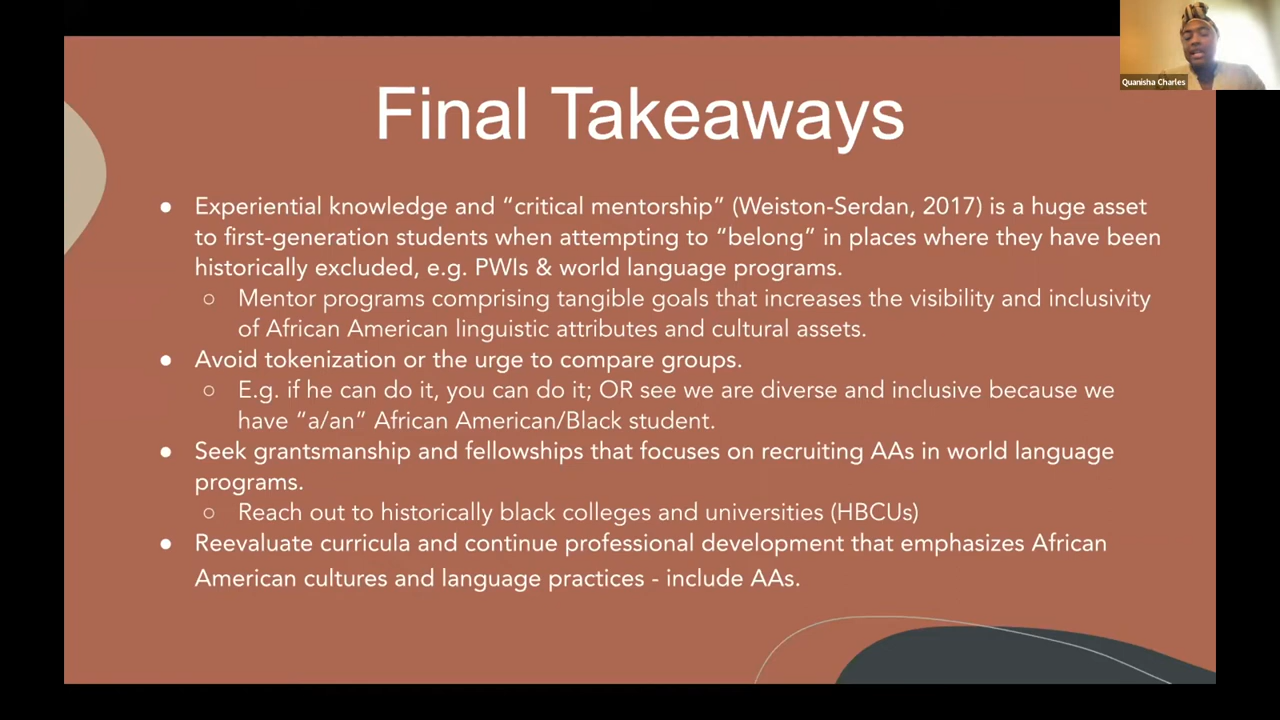 Quanisha Charles
Final Takeaways
● Experiential knowledge and “critical mentorship” (Weiston-Serdan, 2017) is a huge asset
to first-generation students when attempting to “belong” in places where they have been
historically excluded, e.g. PWIs & world language programs.
○ Mentor programs comprising tangible goals that increases the visibility and inclusivity
of African American linguistic attributes and cultural assets.
● Avoid tokenization or the urge to compare groups.
○ E.g. if he can do it, you can do it; OR see we are diverse and inclusive because we
have “a/an” African American/Black student.
● Seek grantsmanship and fellowships that focuses on recruiting AAs in world language
programs.
○ Reach out to historically black colleges and universities (HBCUs)
● Reevaluate curricula and continue professional development that emphasizes African
American cultures and language practices - include AAs.